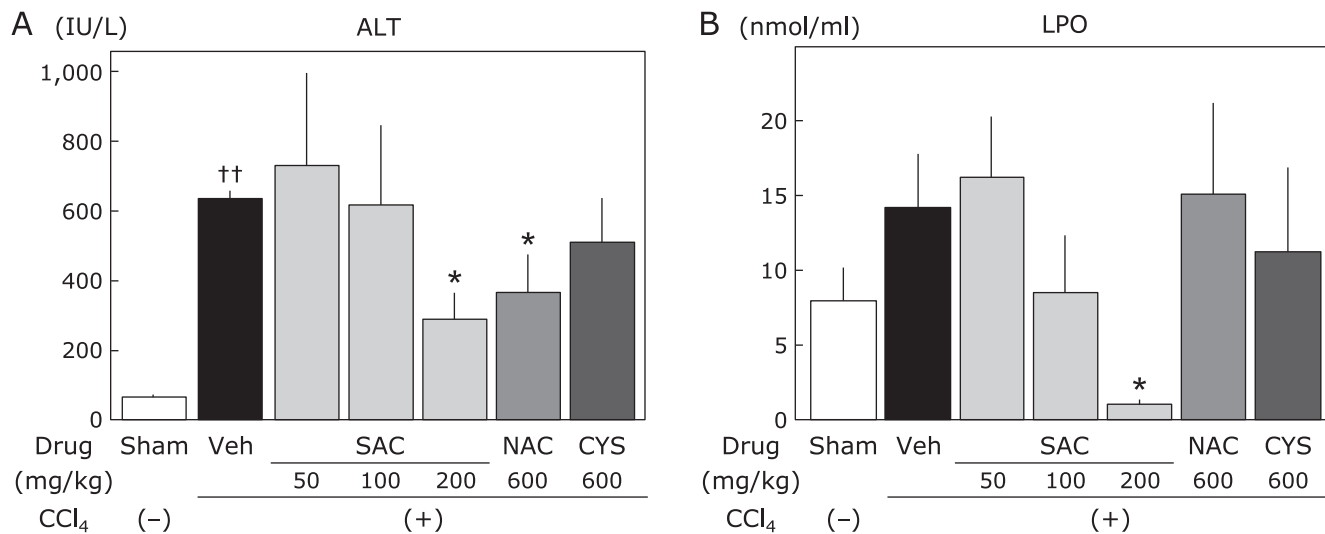 A (IU/L) ALT
1,000
800
600
400
200
0
††
*
*
Drug Sham Veh SAC NAC CYS
(mg/kg) 50 100 200 600 600
CCl₄ (−) (+)
B (nmol/ml) LPO
20
15
10
5
0
*
Drug Sham Veh SAC NAC CYS
(mg/kg) 50 100 200 600 600
CCl₄ (−) (+)